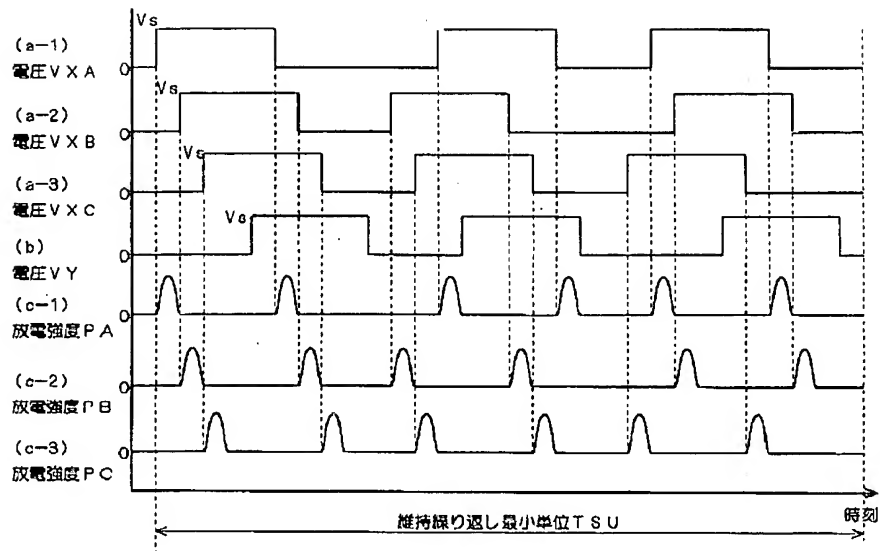 Vs
(a-1)
電圧VXA
0
Vs
(a-2)
電圧VXB
0
Vs
(a-3)
電圧VXC
0
Vs
(b)
電圧VY
0
(c-1)
放電強度PA
0
(c-2)
放電強度PB
0
(c-3)
放電強度PC
0
時刻
維持繰り返し最小単位TSU